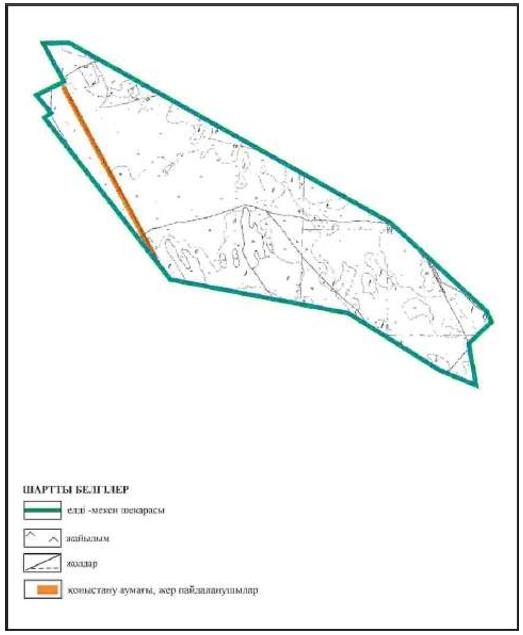 ШАРТТЫ БЕЛГІЛЕР
елді -мекен шекарасы
жайылым
жолдар
қоныстану аумағы, жер пайдаланушылар